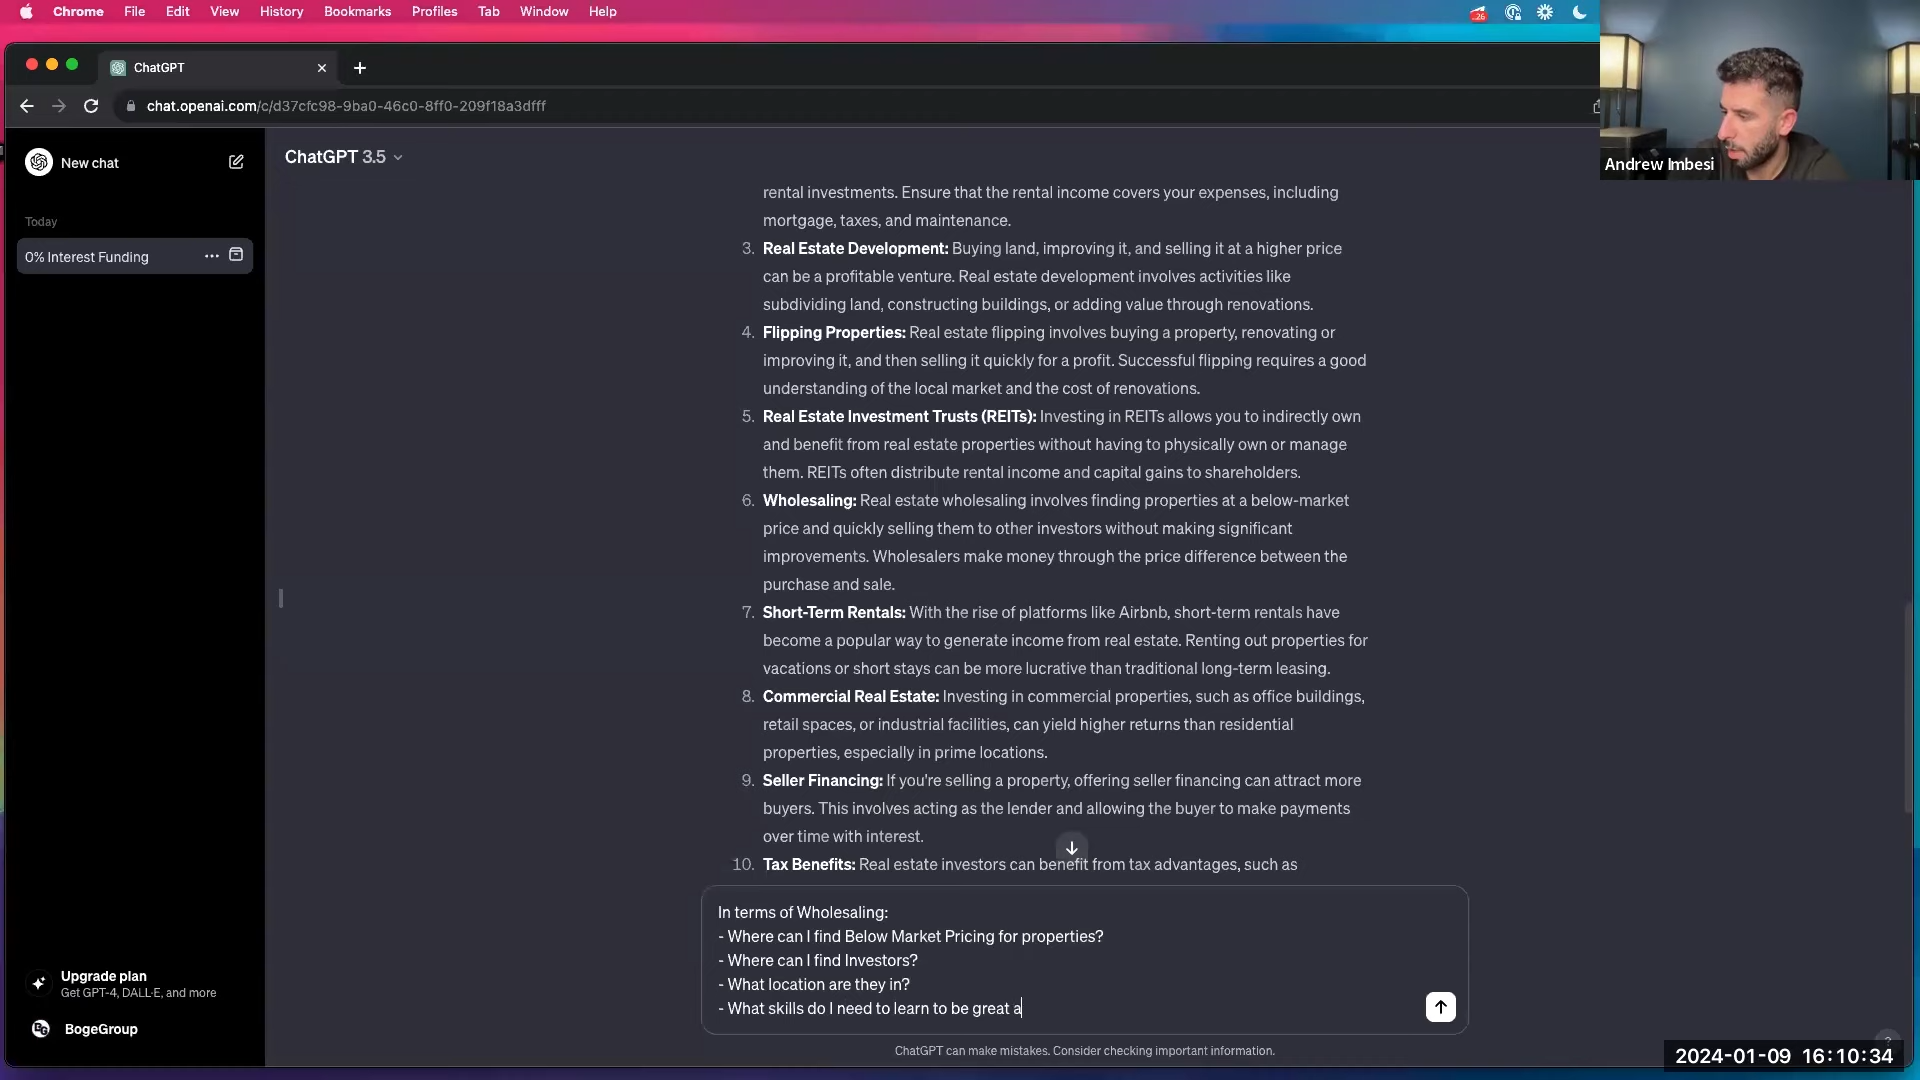 Chrome File Edit View History Bookmarks Profiles Tab Window Help
26
ChatGPT
chat.openai.com/c/d37cfc98-9ba0-46c0-8ff0-209f18a3dfff
Andrew Imbesi
New chat
Today
0% Interest Funding
Upgrade plan
Get GPT-4, DALL·E, and more
BogeGroup
ChatGPT 3.5
rental investments. Ensure that the rental income covers your expenses, including
mortgage, taxes, and maintenance.
3. Real Estate Development: Buying land, improving it, and selling it at a higher price
can be a profitable venture. Real estate development involves activities like
subdividing land, constructing buildings, or adding value through renovations.
4. Flipping Properties: Real estate flipping involves buying a property, renovating or
improving it, and then selling it quickly for a profit. Successful flipping requires a good
understanding of the local market and the cost of renovations.
5. Real Estate Investment Trusts (REITs): Investing in REITs allows you to indirectly own
and benefit from real estate properties without having to physically own or manage
them. REITs often distribute rental income and capital gains to shareholders.
6. Wholesaling: Real estate wholesaling involves finding properties at a below-market
price and quickly selling them to other investors without making significant
improvements. Wholesalers make money through the price difference between the
purchase and sale.
7. Short-Term Rentals: With the rise of platforms like Airbnb, short-term rentals have
become a popular way to generate income from real estate. Renting out properties for
vacations or short stays can be more lucrative than traditional long-term leasing.
8. Commercial Real Estate: Investing in commercial properties, such as office buildings,
retail spaces, or industrial facilities, can yield higher returns than residential
properties, especially in prime locations.
9. Seller Financing: If you're selling a property, offering seller financing can attract more
buyers. This involves acting as the lender and allowing the buyer to make payments
over time with interest.
10. Tax Benefits: Real estate investors can benefit from tax advantages, such as
In terms of Wholesaling:
- Where can I find Below Market Pricing for properties?
- Where can I find Investors?
- What location are they in?
- What skills do I need to learn to be great a
ChatGPT can make mistakes. Consider checking important information.
?
2024-01-09 16:10:34